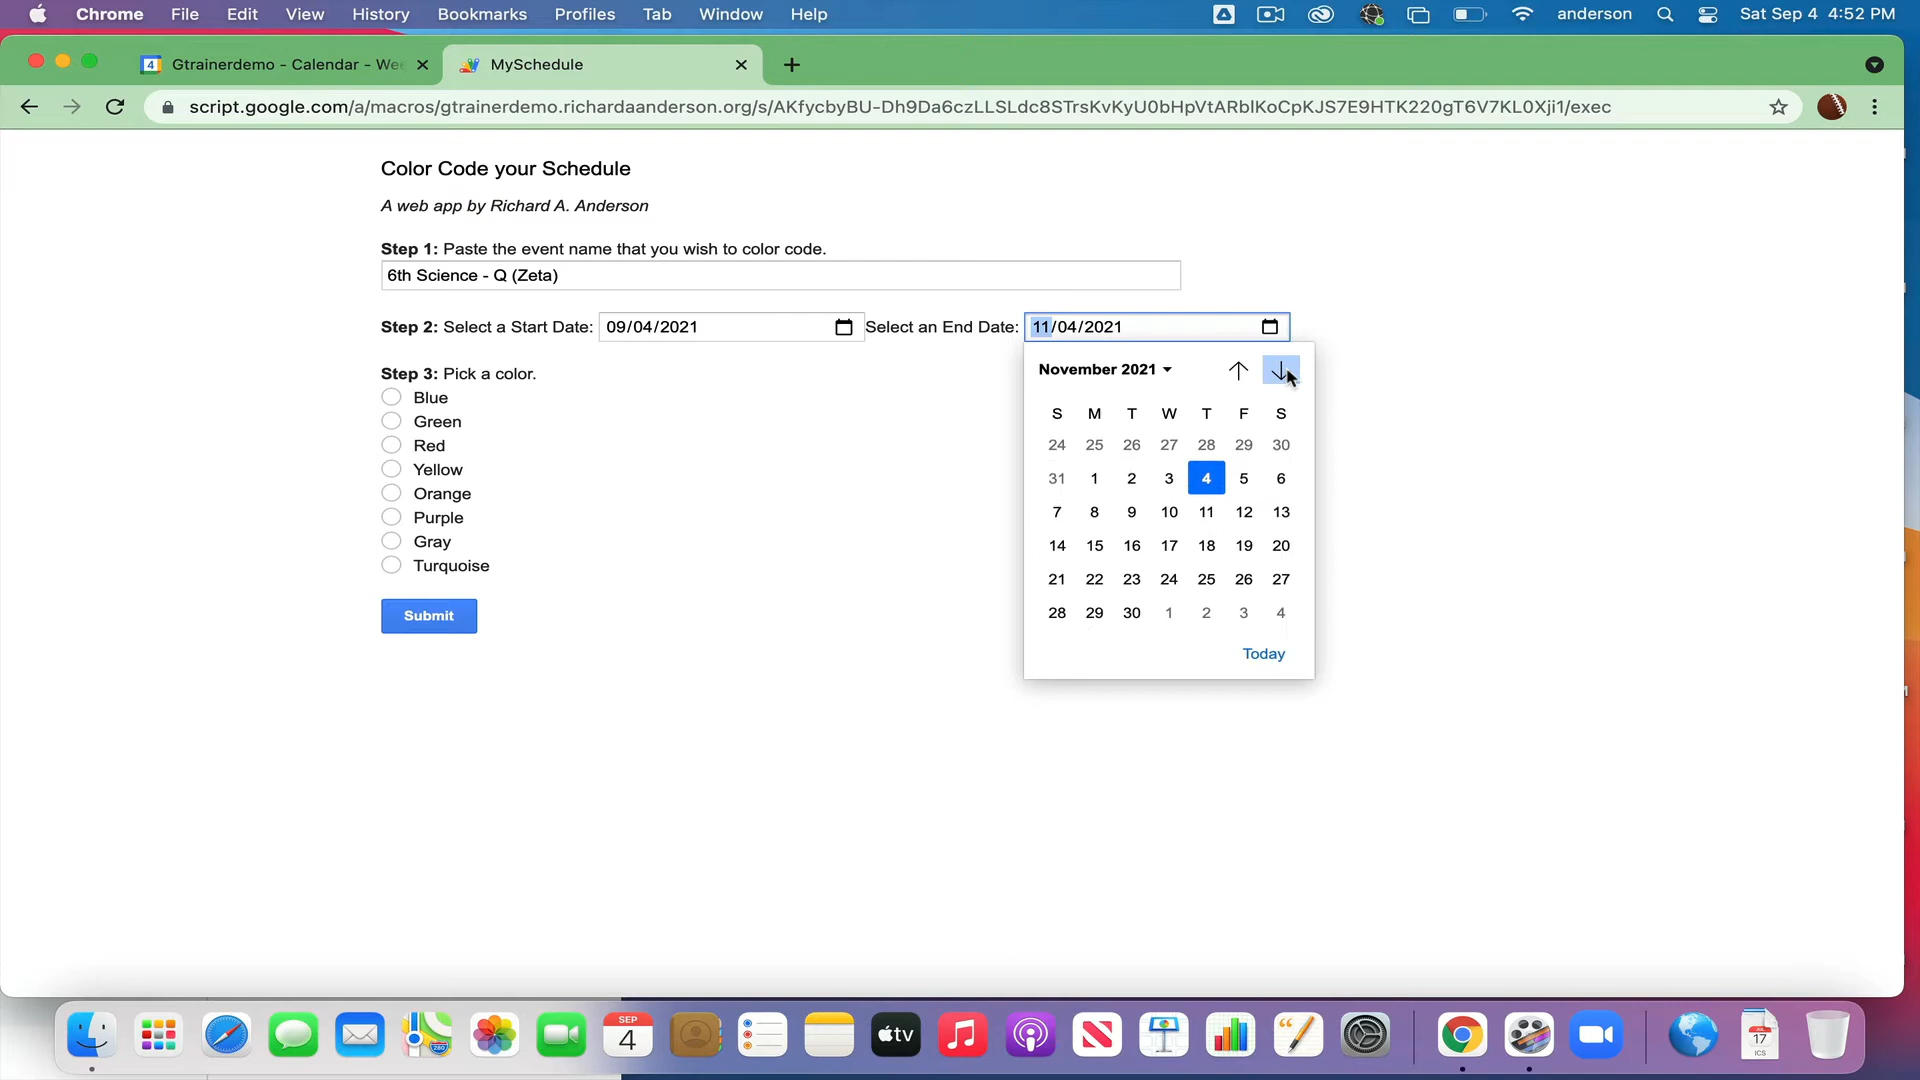 Chrome File Edit View History Bookmarks Profiles Tab Window Help anderson Sat Sep 4 4:52 PM
4 Gtrainerdemo - Calendar - Wee MySchedule
script.google.com/a/macros/gtrainerdemo.richardaanderson.org/s/AKfycbyBU-Dh9Da6czLLSLdc8STrsKvKyU0bHpVtARblKoCpKJS7E9HTK220gT6V7KL0Xji1/exec
Color Code your Schedule
A web app by Richard A. Anderson
Step 1: Paste the event name that you wish to color code.
6th Science - Q (Zeta)
Step 2: Select a Start Date: 09/04/2021 Select an End Date: 11/04/2021
Step 3: Pick a color.
Blue
Green
Red
Yellow
Orange
Purple
Gray
Turquoise
Submit
November 2021
S M T W T F S
24 25 26 27 28 29 30
31 1 2 3 4 5 6
7 8 9 10 11 12 13
14 15 16 17 18 19 20
21 22 23 24 25 26 27
28 29 30 1 2 3 4
Today
SEP
4
280
tv
JUL
17
ICS